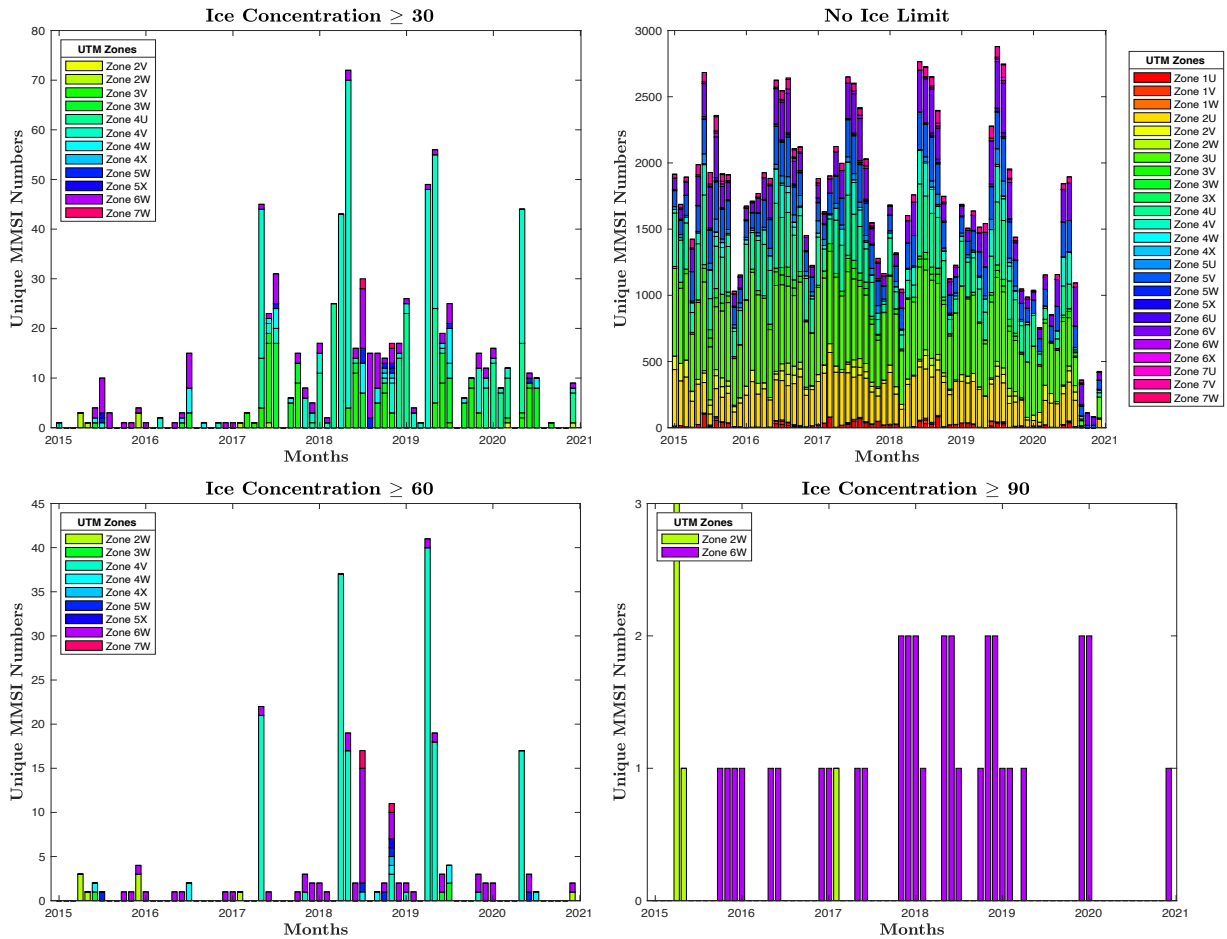 Ice Concentration ≥ 30
80
70
60
50
40
30
20
10
0
Unique MMSI Numbers
UTM Zones
Zone 2V
Zone 2W
Zone 3V
Zone 3W
Zone 4U
Zone 4V
Zone 4W
Zone 4X
Zone 5W
Zone 5X
Zone 6W
Zone 7W
2015 2016 2017 2018 2019 2020 2021
Months
No Ice Limit
3000
2500
2000
1500
1000
500
0
Unique MMSI Numbers
2015 2016 2017 2018 2019 2020 2021
Months
UTM Zones
Zone 1U
Zone 1V
Zone 1W
Zone 2U
Zone 2V
Zone 2W
Zone 3U
Zone 3V
Zone 3W
Zone 3X
Zone 4U
Zone 4V
Zone 4W
Zone 4X
Zone 5U
Zone 5V
Zone 5W
Zone 5X
Zone 6U
Zone 6V
Zone 6W
Zone 6X
Zone 7U
Zone 7V
Zone 7W
Ice Concentration ≥ 60
45
40
35
30
25
20
15
10
5
0
Unique MMSI Numbers
UTM Zones
Zone 2W
Zone 3W
Zone 4V
Zone 4W
Zone 4X
Zone 5W
Zone 5X
Zone 6W
Zone 7W
2015 2016 2017 2018 2019 2020 2021
Months
Ice Concentration ≥ 90
3
2
1
0
Unique MMSI Numbers
UTM Zones
Zone 2W
Zone 6W
2015 2016 2017 2018 2019 2020 2021
Months